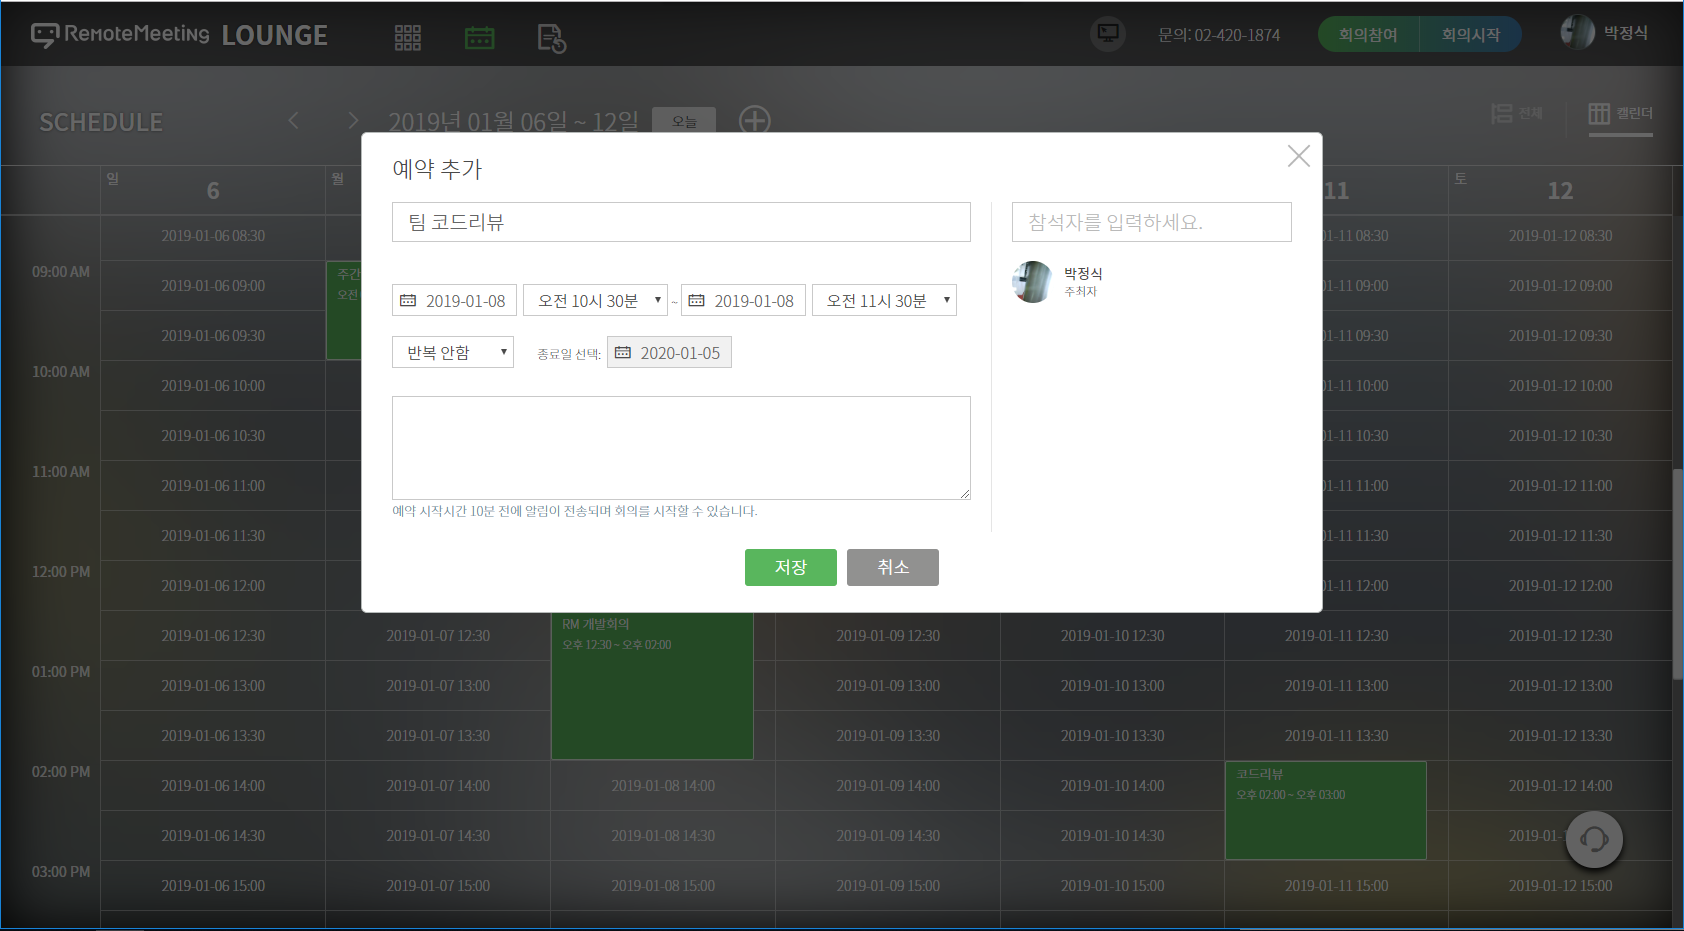 RemoteMeeting LOUNGE
문의: 02-420-1874
회의참여
회의시작
박정식
SCHEDULE
2019년 01월 06일 ~ 12일
오늘
전체
캘린더
예약 추가
팀 코드리뷰
2019-01-08
오전 10시 30분
~
2019-01-08
오전 11시 30분
반복 안함
종료일 선택:
2020-01-05
예약 시작시간 10분 전에 알림이 전송되며 회의를 시작할 수 있습니다.
참석자를 입력하세요.
박정식
주최자
저장
취소
일
6
월
11
토
12
2019-01-06 08:30
01-11 08:30
2019-01-12 08:30
09:00 AM
2019-01-06 09:00
주간
오전
01-11 09:00
2019-01-12 09:00
2019-01-06 09:30
01-11 09:30
2019-01-12 09:30
10:00 AM
2019-01-06 10:00
01-11 10:00
2019-01-12 10:00
2019-01-06 10:30
01-11 10:30
2019-01-12 10:30
11:00 AM
2019-01-06 11:00
01-11 11:00
2019-01-12 11:00
2019-01-06 11:30
01-11 11:30
2019-01-12 11:30
12:00 PM
2019-01-06 12:00
01-11 12:00
2019-01-12 12:00
2019-01-06 12:30
2019-01-07 12:30
RM 개발회의
오후 12:30 ~ 오후 02:00
2019-01-09 12:30
2019-01-10 12:30
2019-01-11 12:30
2019-01-12 12:30
01:00 PM
2019-01-06 13:00
2019-01-07 13:00
2019-01-09 13:00
2019-01-10 13:00
2019-01-11 13:00
2019-01-12 13:00
2019-01-06 13:30
2019-01-07 13:30
2019-01-09 13:30
2019-01-10 13:30
2019-01-11 13:30
2019-01-12 13:30
02:00 PM
2019-01-06 14:00
2019-01-07 14:00
2019-01-08 14:00
2019-01-09 14:00
2019-01-10 14:00
코드리뷰
오후 02:00 ~ 오후 03:00
2019-01-12 14:00
2019-01-06 14:30
2019-01-07 14:30
2019-01-08 14:30
2019-01-09 14:30
2019-01-10 14:30
2019-01-
03:00 PM
2019-01-06 15:00
2019-01-07 15:00
2019-01-08 15:00
2019-01-09 15:00
2019-01-10 15:00
2019-01-11 15:00
2019-01-12 15:00